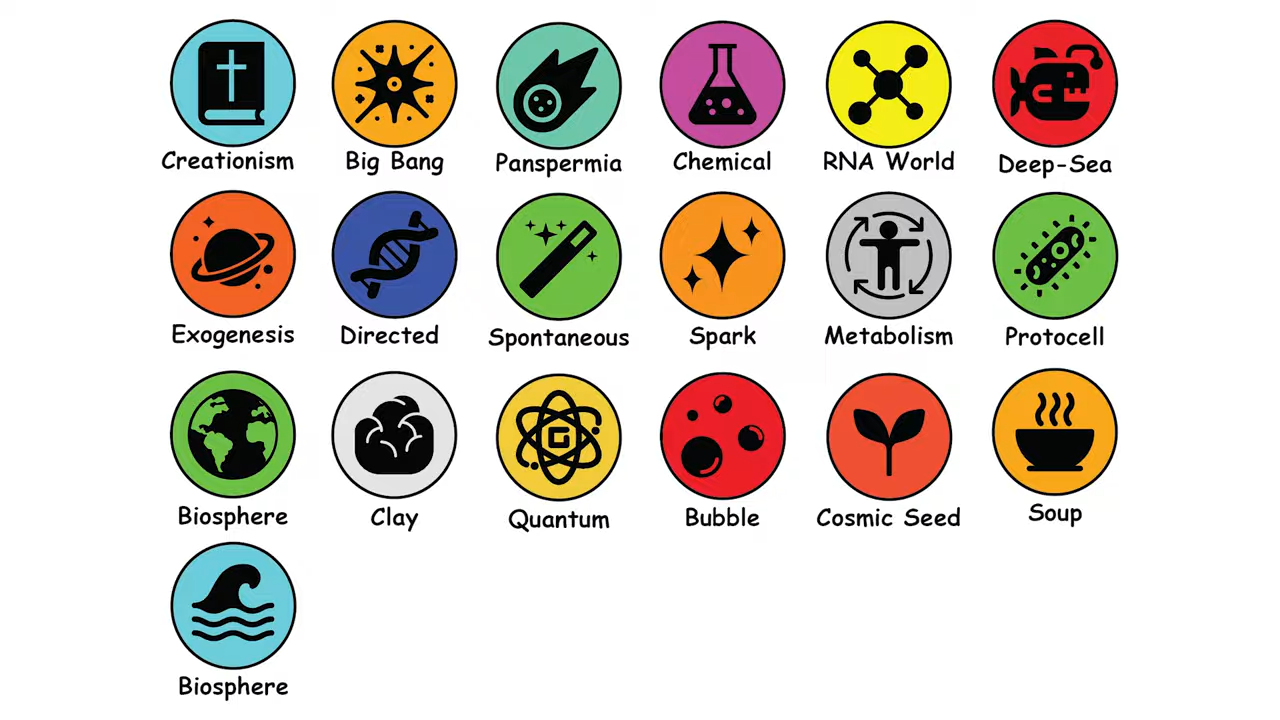 Creationism
Big Bang
Panspermia
Chemical
RNA World
Deep-Sea
Exogenesis
Directed
Spontaneous
Spark
Metabolism
Protocell
Biosphere
Clay
Quantum
Bubble
Cosmic Seed
Soup
Biosphere